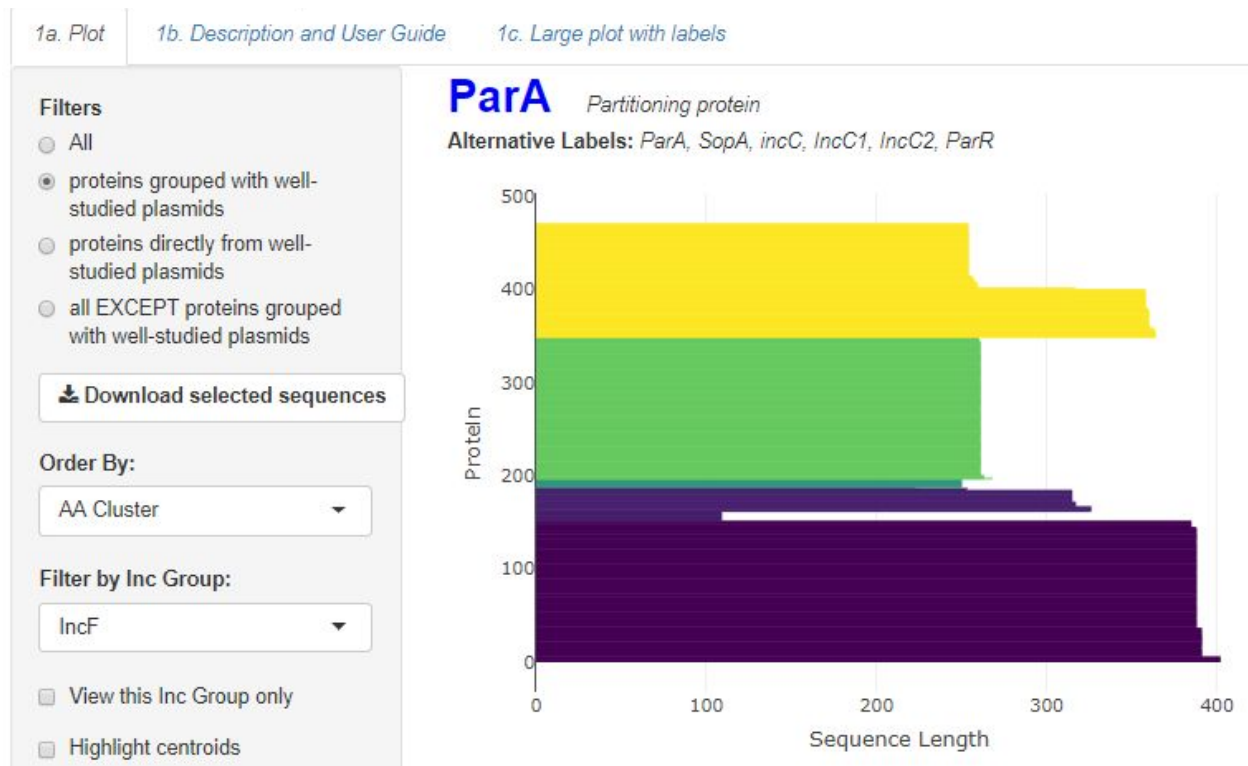 1a. Plot
1b. Description and User Guide
1c. Large plot with labels
Filters
All
proteins grouped with well-
studied plasmids
proteins directly from well-
studied plasmids
all EXCEPT proteins grouped
with well-studied plasmids
Download selected sequences
Order By:
AA Cluster
Filter by Inc Group:
IncF
View this Inc Group only
Highlight centroids
ParA Partitioning protein
Alternative Labels: ParA, SopA, incC, IncC1, IncC2, ParR
500
400
300
200
100
0
Protein
0 100 200 300 400
Sequence Length